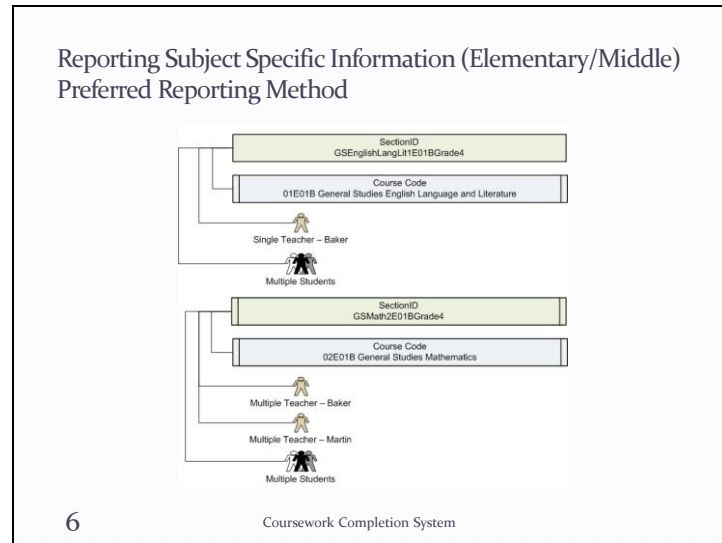 Reporting Subject Specific Information (Elementary/Middle)
Preferred Reporting Method
SectionID
GSEnglishLangLit1E01BGrade4
Course Code
01E01B General Studies English Language and Literature
Single Teacher – Baker
Multiple Students
SectionID
GSMath2E01BGrade4
Course Code
02E01B General Studies Mathematics
Multiple Teacher – Baker
Multiple Teacher – Martin
Multiple Students
6
Coursework Completion System